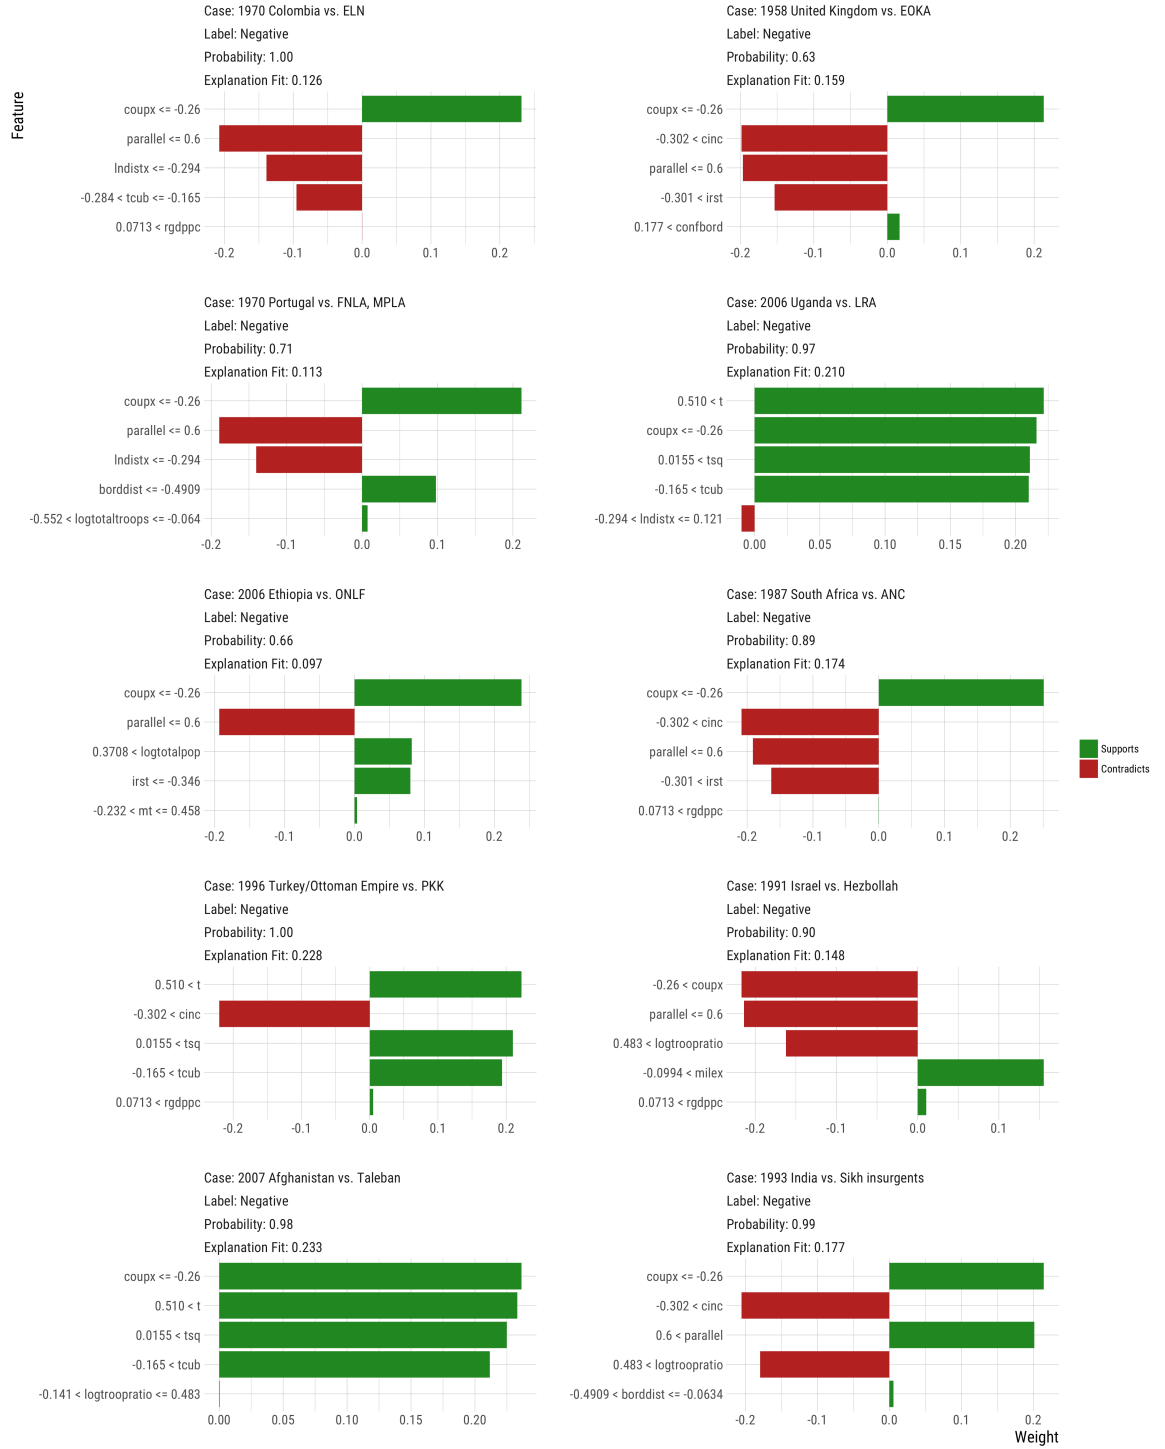 Case: 1970 Colombia vs. ELN
Label: Negative
Probability: 1.00
Explanation Fit: 0.126
Feature
coupx <= -0.26
parallel <= 0.6
lndistx <= -0.294
-0.284 < tcub <= -0.165
0.0713 < rgdppc
-0.2 -0.1 0.0 0.1 0.2
Case: 1958 United Kingdom vs. EOKA
Label: Negative
Probability: 0.63
Explanation Fit: 0.159
coupx <= -0.26
-0.302 < cinc
parallel <= 0.6
-0.301 < irst
0.177 < confbord
-0.2 -0.1 0.0 0.1 0.2
Case: 1970 Portugal vs. FNLA, MPLA
Label: Negative
Probability: 0.71
Explanation Fit: 0.113
coupx <= -0.26
parallel <= 0.6
lndistx <= -0.294
borddist <= -0.4909
-0.552 < logtotaltroops <= -0.064
-0.2 -0.1 0.0 0.1 0.2
Case: 2006 Uganda vs. LRA
Label: Negative
Probability: 0.97
Explanation Fit: 0.210
0.510 < t
coupx <= -0.26
0.0155 < tsq
-0.165 < tcub
-0.294 < lndistx <= 0.121
0.00 0.05 0.10 0.15 0.20
Case: 2006 Ethiopia vs. ONLF
Label: Negative
Probability: 0.66
Explanation Fit: 0.097
coupx <= -0.26
parallel <= 0.6
0.3708 < logtotalpop
irst <= -0.346
-0.232 < mt <= 0.458
-0.2 -0.1 0.0 0.1 0.2
Case: 1987 South Africa vs. ANC
Label: Negative
Probability: 0.89
Explanation Fit: 0.174
coupx <= -0.26
-0.302 < cinc
parallel <= 0.6
-0.301 < irst
0.0713 < rgdppc
-0.2 -0.1 0.0 0.1 0.2
Supports
Contradicts
Case: 1996 Turkey/Ottoman Empire vs. PKK
Label: Negative
Probability: 1.00
Explanation Fit: 0.228
0.510 < t
-0.302 < cinc
0.0155 < tsq
-0.165 < tcub
0.0713 < rgdppc
-0.2 -0.1 0.0 0.1 0.2
Case: 1991 Israel vs. Hezbollah
Label: Negative
Probability: 0.90
Explanation Fit: 0.148
-0.26 < coupx
parallel <= 0.6
0.483 < logtroopratio
-0.0994 < milex
0.0713 < rgdppc
-0.2 -0.1 0.0 0.1
Case: 2007 Afghanistan vs. Taleban
Label: Negative
Probability: 0.98
Explanation Fit: 0.233
coupx <= -0.26
0.510 < t
0.0155 < tsq
-0.165 < tcub
-0.141 < logtroopratio <= 0.483
0.00 0.05 0.10 0.15 0.20
Case: 1993 India vs. Sikh insurgents
Label: Negative
Probability: 0.99
Explanation Fit: 0.177
coupx <= -0.26
-0.302 < cinc
0.6 < parallel
0.483 < logtroopratio
-0.4909 < borddist <= -0.0634
-0.2 -0.1 0.0 0.1 0.2
Weight